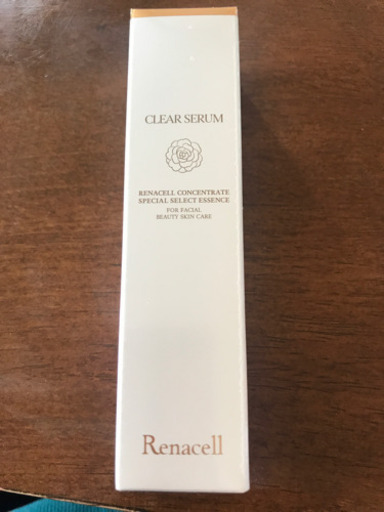 CLEAR SERUM
RENACELL CONCENTRATE
SPECIAL SELECT ESSENCE
FOR FACIAL
BEAUTY SKIN CARE
Renacell